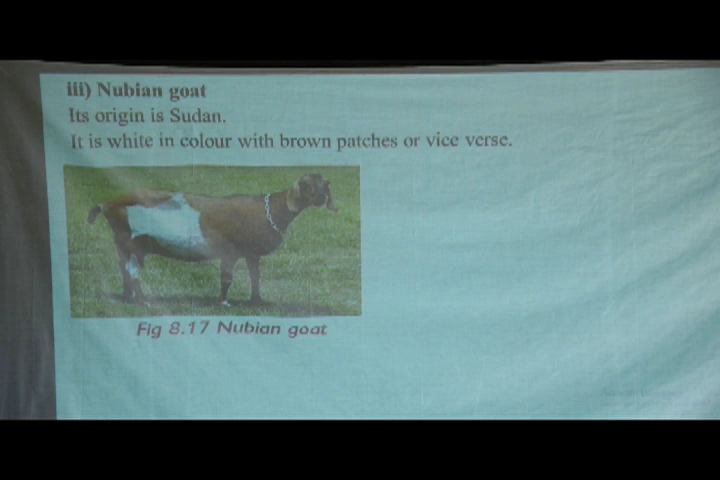 iii) Nubian goat
Its origin is Sudan.
It is white in colour with brown patches or vice verse.
Fig 8.17 Nubian goat